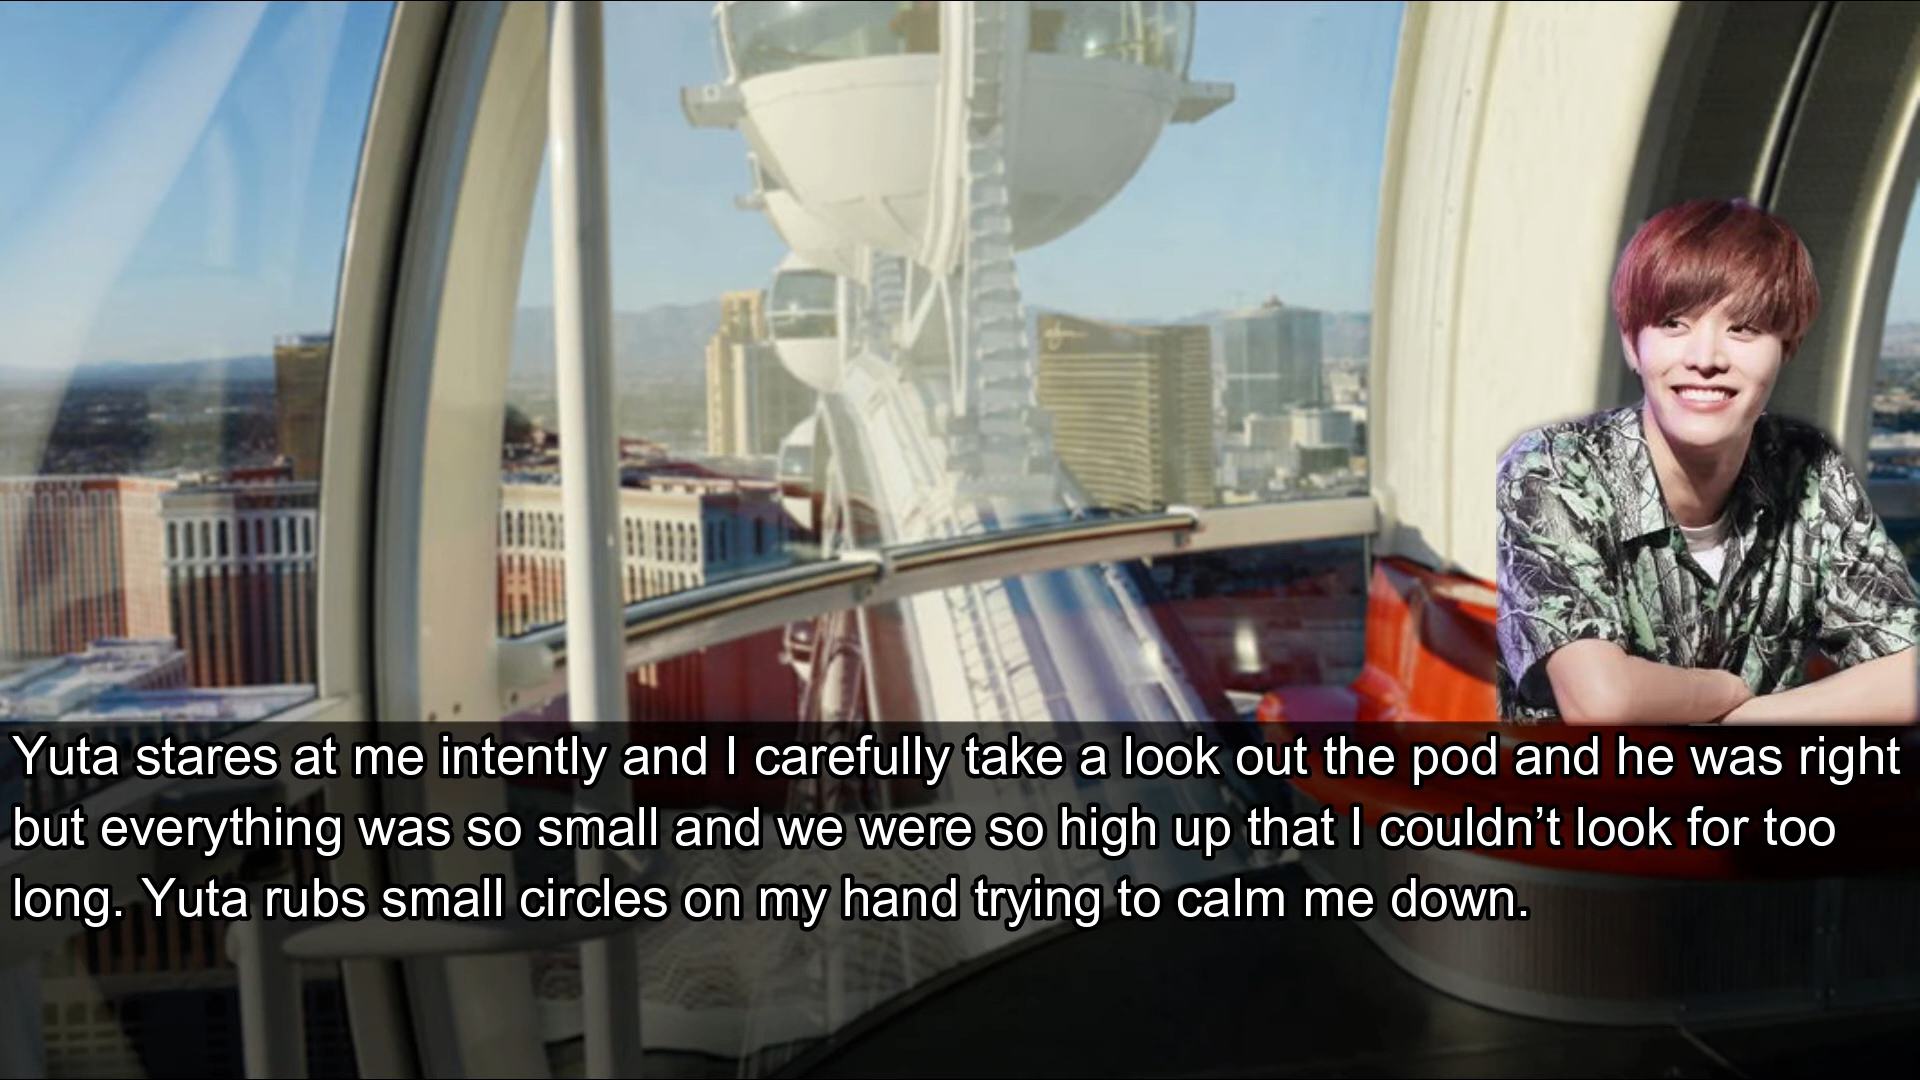 wynn
Yuta stares at me intently and I carefully take a look out the pod and he was right
but everything was so small and we were so high up that I couldn’t look for too
long. Yuta rubs small circles on my hand trying to calm me down.